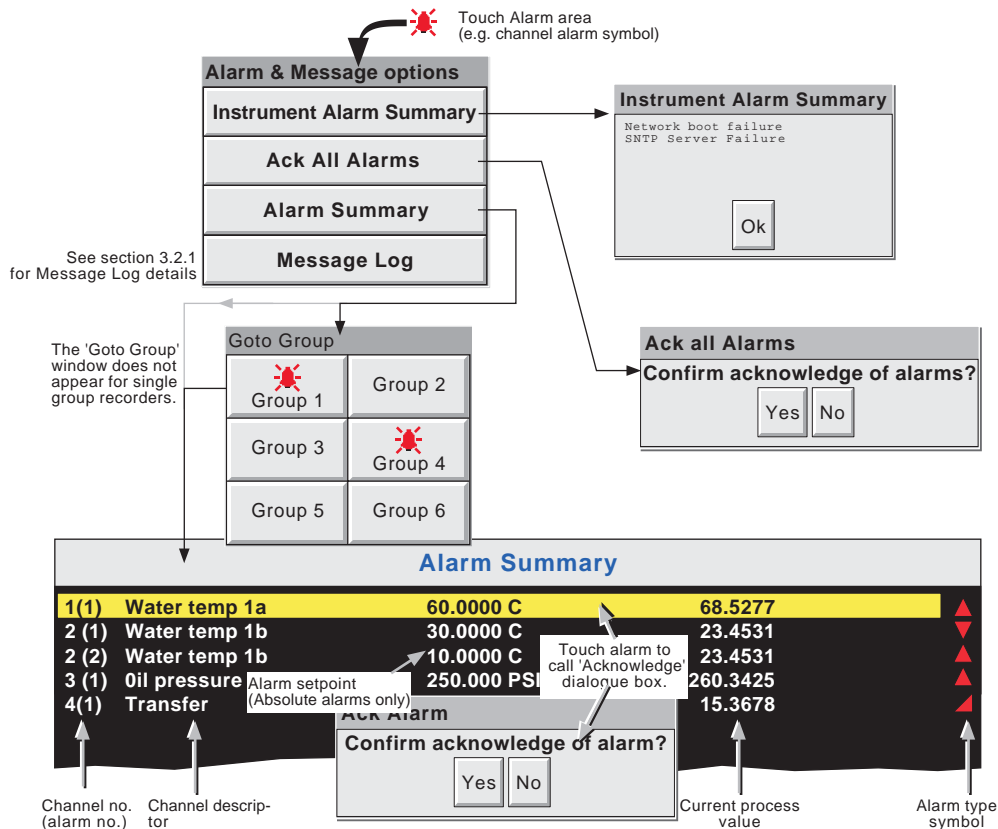 Touch Alarm area
(e.g. channel alarm symbol)
Alarm & Message options
Instrument Alarm Summary
Ack All Alarms
Alarm Summary
Message Log
See section 3.2.1
for Message Log details
Instrument Alarm Summary
Network boot failure
SNTP Server Failure
Ok
The 'Goto Group'
window does not
appear for single
group recorders.
Goto Group
Group 1
Group 2
Group 3
Group 4
Group 5
Group 6
Ack all Alarms
Confirm acknowledge of alarms?
Yes No
Alarm Summary
1(1) Water temp 1a 60.0000 C 68.5277
2 (1) Water temp 1b 30.0000 C 23.4531
2 (2) Water temp 1b 10.0000 C 23.4531
3 (1) 0il pressure 250.000 PSI 260.3425
4(1) Transfer 15.3678
Touch alarm to
call 'Acknowledge'
dialogue box.
Alarm setpoint
(Absolute alarms only)
Ack Alarm
Confirm acknowledge of alarm?
Yes No
Channel no.
(alarm no.)
Channel descrip-
tor
Current process
value
Alarm type
symbol